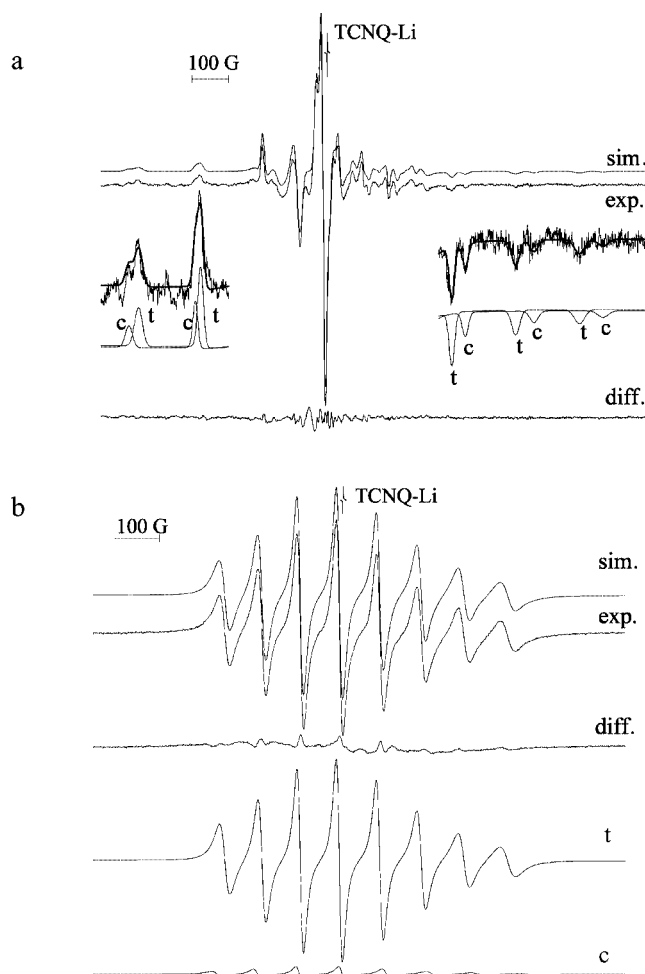 a
TCNQ-Li
100 G
sim.
exp.
c
t
c
t
t
c
t
c
t
c
diff.
b
TCNQ-Li
100 G
sim.
exp.
diff.
t
c